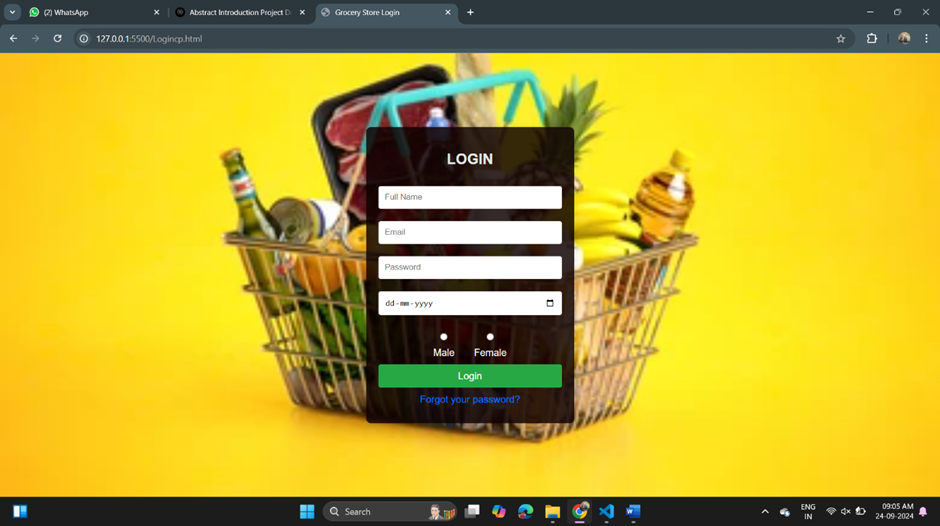 (2) WhatsApp
Abstract Introduction Project D
Grocery Store Login
127.0.0.1:5500/Logincp.html
LOGIN
Full Name
Email
Password
dd-mm-yyyy
Male Female
Login
Forgot your password?
Search
ENG
IN
09:05 AM
24-09-2024